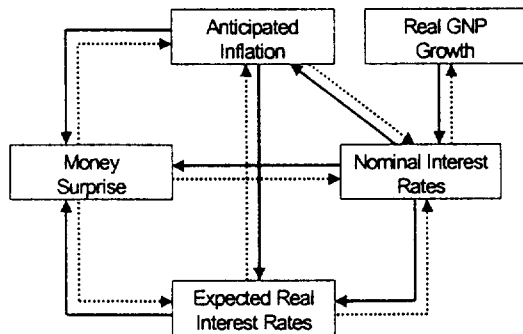 Anticipated
Inflation
Real GNP
Growth
Money
Surprise
Nominal Interest
Rates
Expected Real
Interest Rates